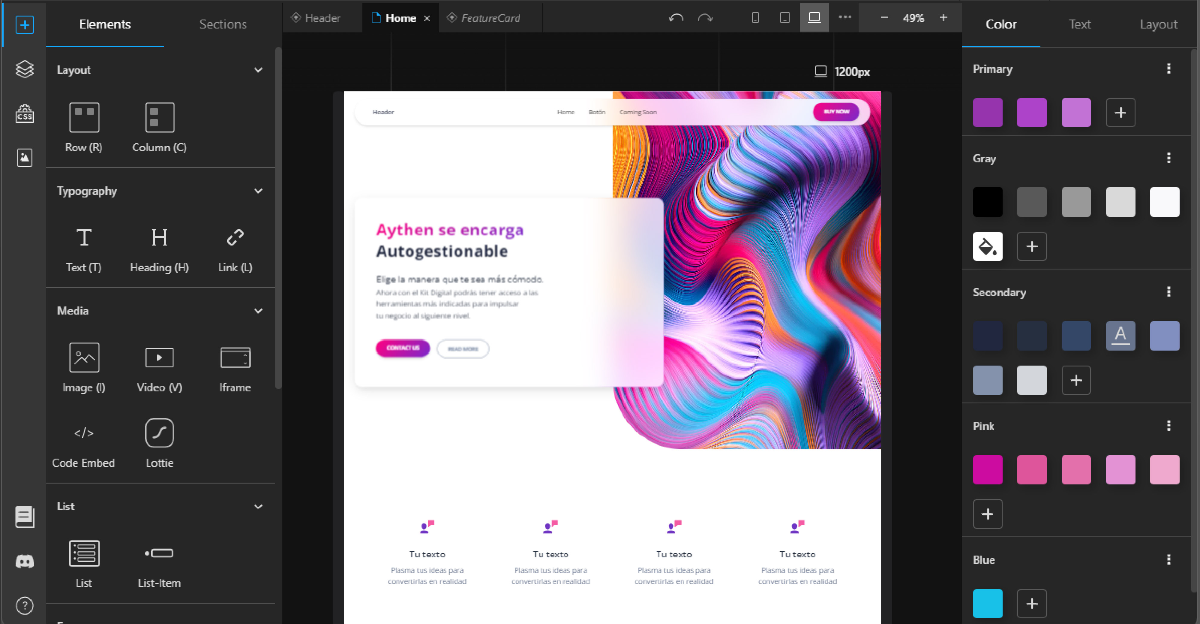 Elements
Sections
Layout
Row (R)
Column (C)
Typography
T
H
Text (T)
Heading (H)
Link (L)
Media
Image (I)
Video (V)
Iframe
</>
Code Embed
Lottie
List
List
List-Item
CSS
?
Header
Home ×
FeatureCard
49%
1200px
Header
Home
Botón
Coming Soon
BUY NOW
Aythen se encarga
Autogestionable
Elige la manera que te sea más cómodo.
Ahora con el Kit Digital podrás tener acceso a las
herramientas más indicadas para impulsar
tu negocio al siguiente nivel.
CONTACT US
READ MORE
Tu texto
Plasma tus ideas para
convertirlas en realidad
Tu texto
Plasma tus ideas para
convertirlas en realidad
Tu texto
Plasma tus ideas para
convertirlas en realidad
Tu texto
Plasma tus ideas para
convertirlas en realidad
Color
Text
Layout
Primary
Gray
Secondary
A
Pink
Blue